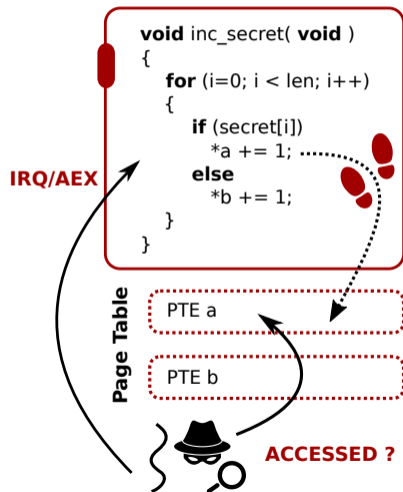 void inc_secret( void )
{
for (i=0; i < len; i++)
{
if (secret[i])
*a += 1;
else
*b += 1;
}
}
IRQ/AEX
Page Table
PTE a
PTE b
ACCESSED ?